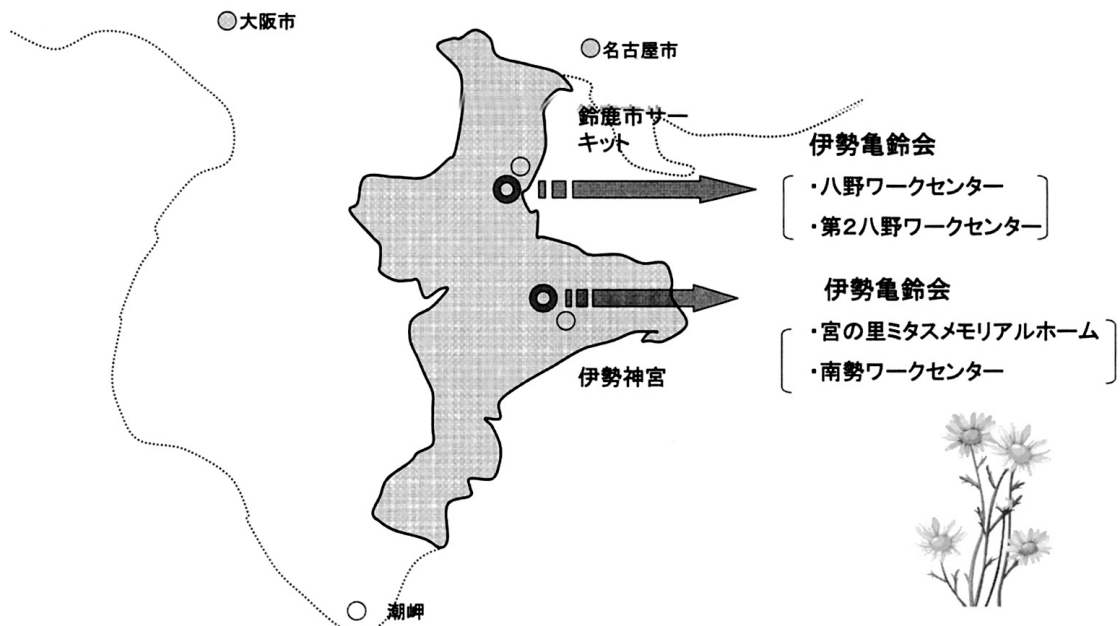 大阪市
名古屋市
鈴鹿市サー
キット
伊勢亀鈴会
・八野ワークセンター
・第2八野ワークセンター
伊勢亀鈴会
・宮の里ミタスメモリアルホーム
・南勢ワークセンター
伊勢神宮
潮岬